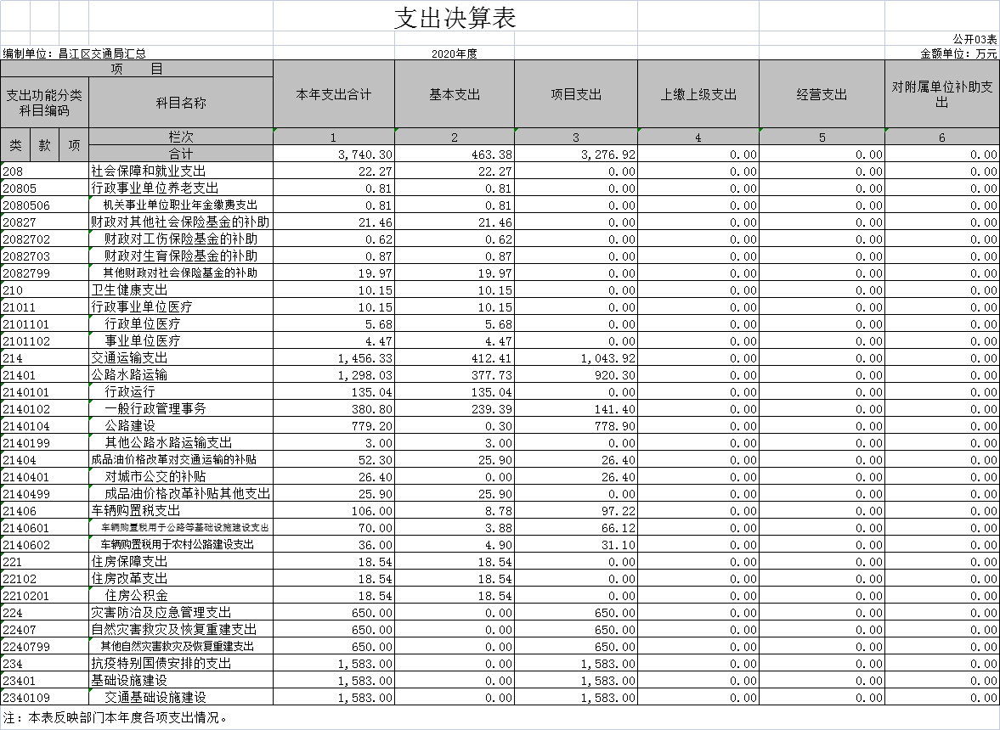 支出决算表
公开03表
编制单位：昌江区交通局汇总 2020年度 金额单位：万元
项 目
支出功能分类科目编码 科目名称 本年支出合计 基本支出 项目支出 上缴上级支出 经营支出 对附属单位补助支出
类 款 项 栏次 1 2 3 4 5 6
合计 3,740.30 463.38 3,276.92 0.00 0.00 0.00
208 社会保障和就业支出 22.27 22.27 0.00 0.00 0.00 0.00
20805 行政事业单位养老支出 0.81 0.81 0.00 0.00 0.00 0.00
2080506 机关事业单位职业年金缴费支出 0.81 0.81 0.00 0.00 0.00 0.00
20827 财政对其他社会保险基金的补助 21.46 21.46 0.00 0.00 0.00 0.00
2082702 财政对工伤保险基金的补助 0.62 0.62 0.00 0.00 0.00 0.00
2082703 财政对生育保险基金的补助 0.87 0.87 0.00 0.00 0.00 0.00
2082799 其他财政对社会保险基金的补助 19.97 19.97 0.00 0.00 0.00 0.00
210 卫生健康支出 10.15 10.15 0.00 0.00 0.00 0.00
21011 行政事业单位医疗 10.15 10.15 0.00 0.00 0.00 0.00
2101101 行政单位医疗 5.68 5.68 0.00 0.00 0.00 0.00
2101102 事业单位医疗 4.47 4.47 0.00 0.00 0.00 0.00
214 交通运输支出 1,456.33 412.41 1,043.92 0.00 0.00 0.00
21401 公路水路运输 1,298.03 377.73 920.30 0.00 0.00 0.00
2140101 行政运行 135.04 135.04 0.00 0.00 0.00 0.00
2140102 一般行政管理事务 380.80 239.39 141.40 0.00 0.00 0.00
2140104 公路建设 779.20 0.30 778.90 0.00 0.00 0.00
2140199 其他公路水路运输支出 3.00 3.00 0.00 0.00 0.00 0.00
21404 成品油价格改革对交通运输的补贴 52.30 25.90 26.40 0.00 0.00 0.00
2140401 对城市公交的补贴 26.40 0.00 26.40 0.00 0.00 0.00
2140499 成品油价格改革补贴其他支出 25.90 25.90 0.00 0.00 0.00 0.00
21406 车辆购置税支出 106.00 8.78 97.22 0.00 0.00 0.00
2140601 车辆购置税用于公路等基础设施建设支出 70.00 3.88 66.12 0.00 0.00 0.00
2140602 车辆购置税用于农村公路建设支出 36.00 4.90 31.10 0.00 0.00 0.00
221 住房保障支出 18.54 18.54 0.00 0.00 0.00 0.00
22102 住房改革支出 18.54 18.54 0.00 0.00 0.00 0.00
2210201 住房公积金 18.54 18.54 0.00 0.00 0.00 0.00
224 灾害防治及应急管理支出 650.00 0.00 650.00 0.00 0.00 0.00
22407 自然灾害救灾及恢复重建支出 650.00 0.00 650.00 0.00 0.00 0.00
2240799 其他自然灾害救灾及恢复重建支出 650.00 0.00 650.00 0.00 0.00 0.00
234 抗疫特别国债安排的支出 1,583.00 0.00 1,583.00 0.00 0.00 0.00
23401 基础设施建设 1,583.00 0.00 1,583.00 0.00 0.00 0.00
2340109 交通基础设施建设 1,583.00 0.00 1,583.00 0.00 0.00 0.00
注：本表反映部门本年度各项支出情况。